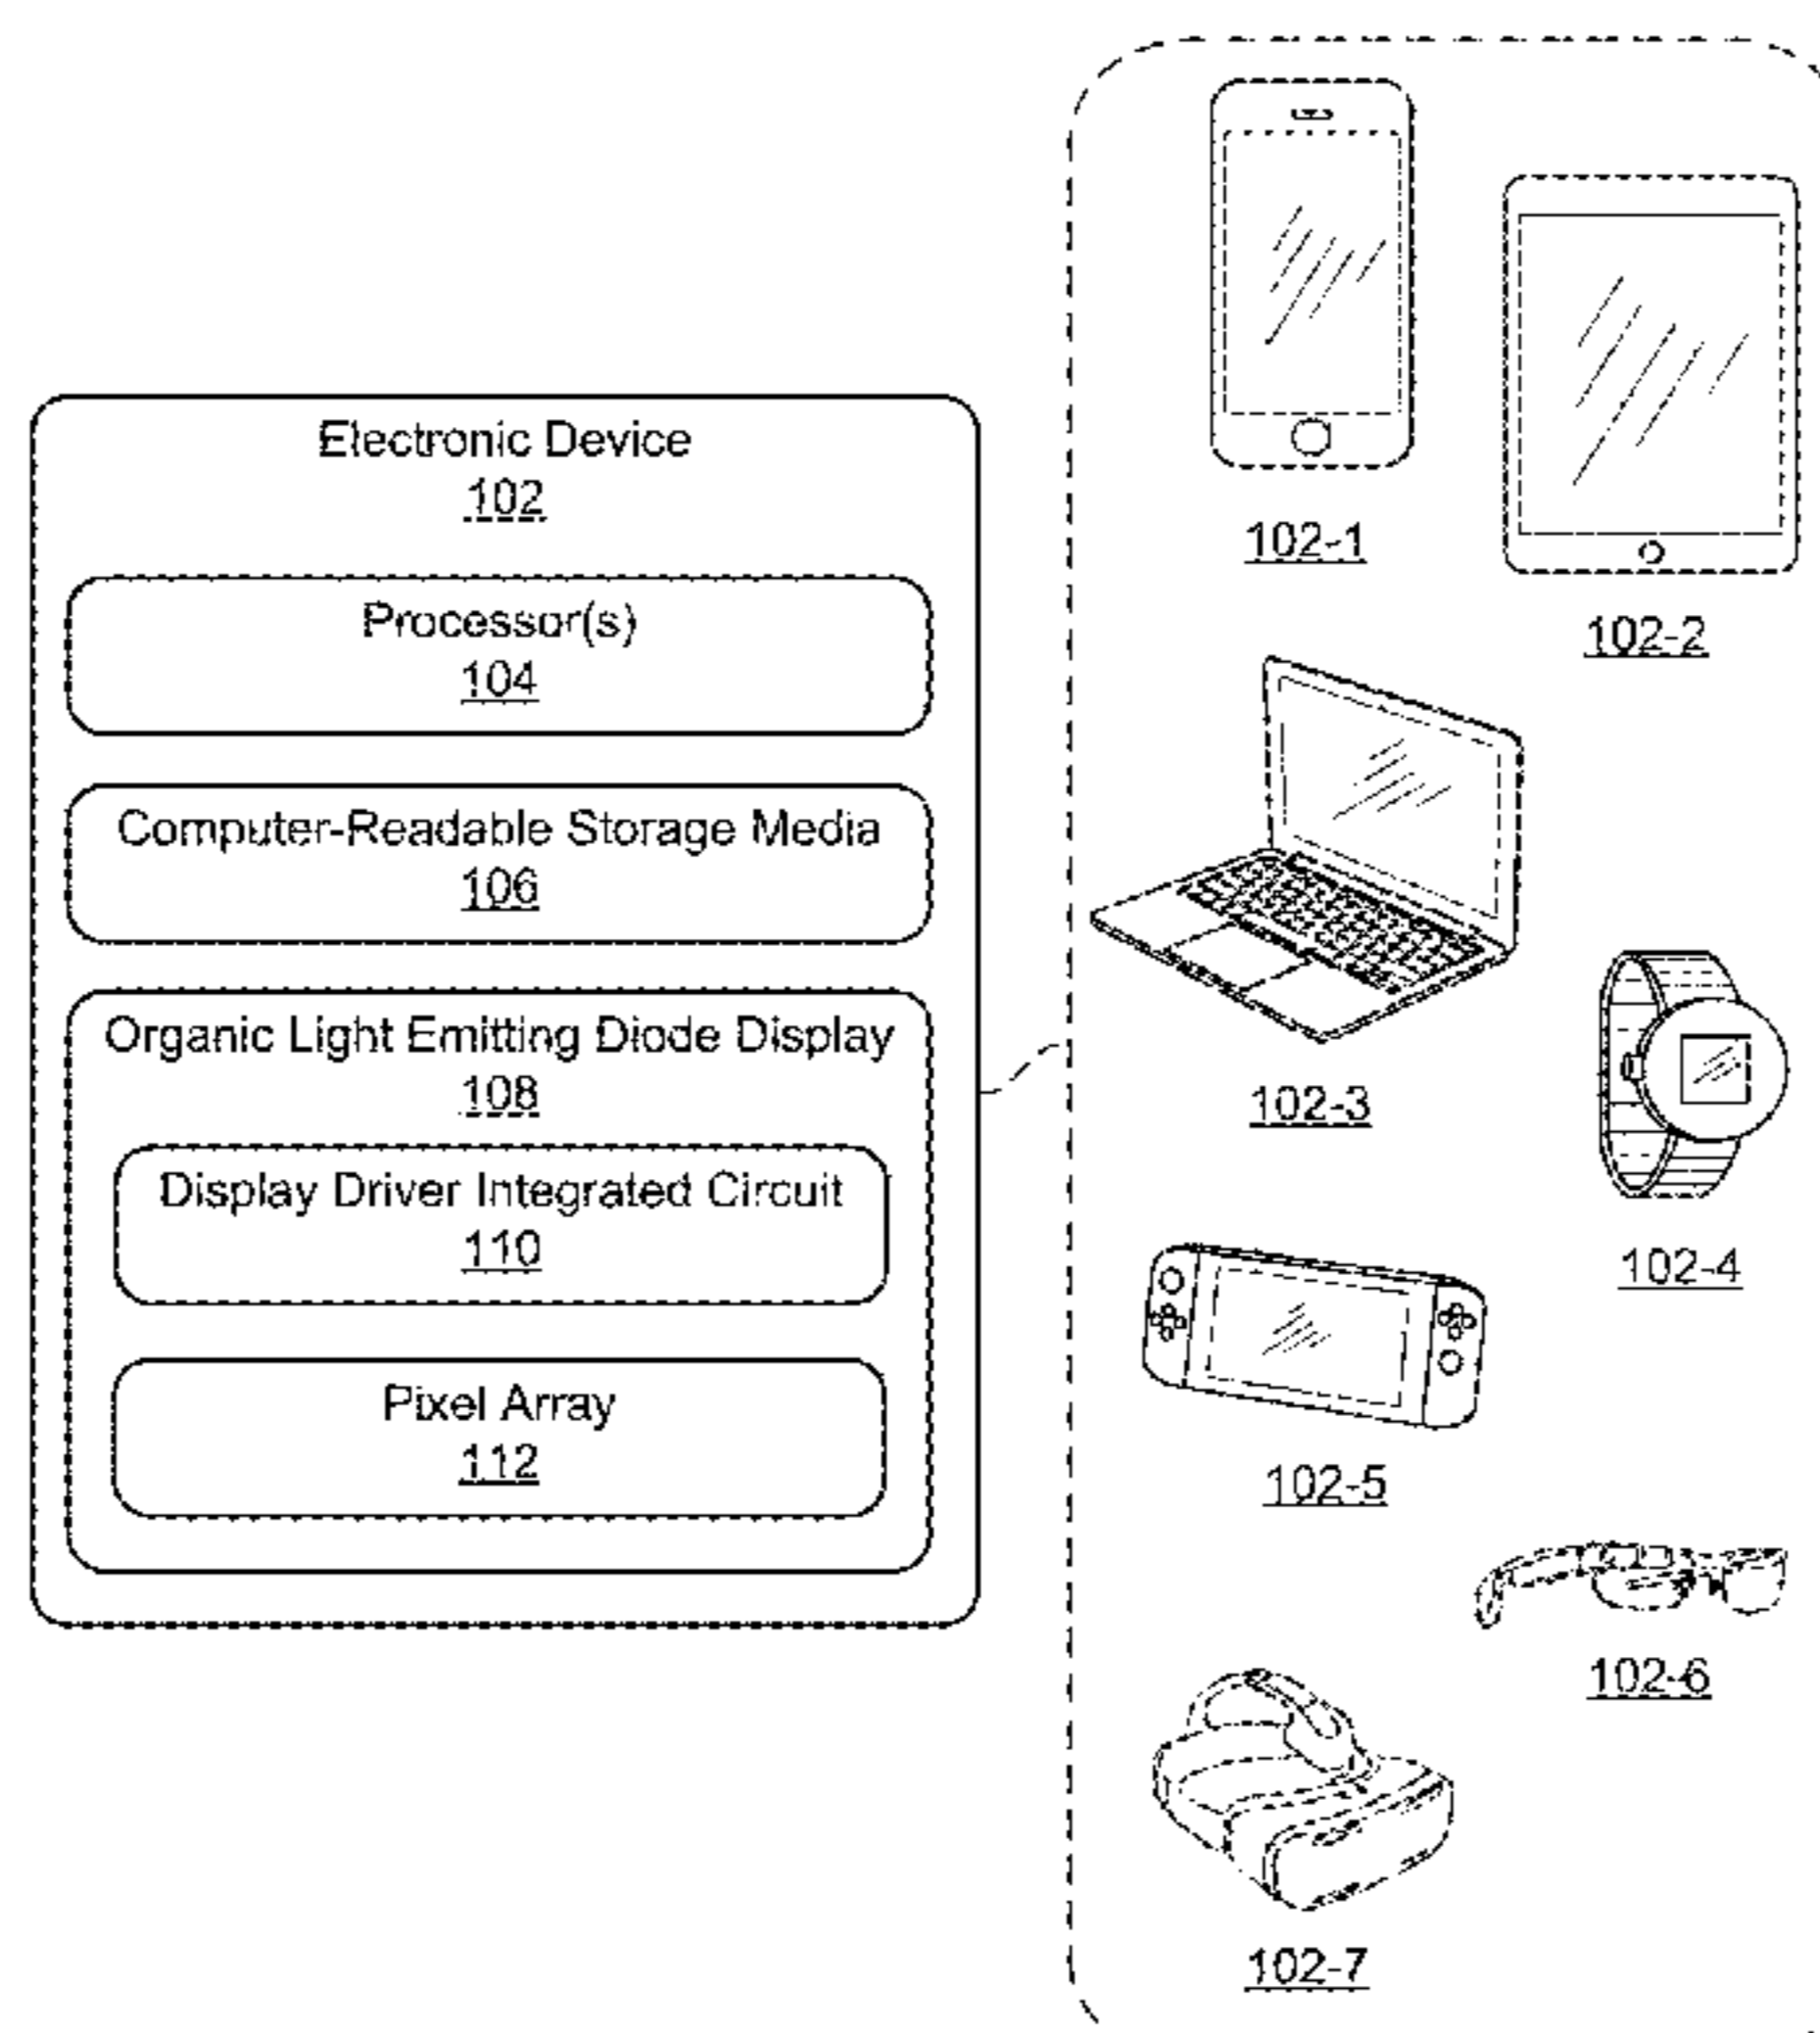 Electronic Device
102
Processor(s)
104
Computer-Readable Storage Media
106
Organic Light Emitting Diode Display
108
Display Driver Integrated Circuit
110
Pixel Array
112
102-1
102-2
102-3
102-4
102-5
102-6
102-7